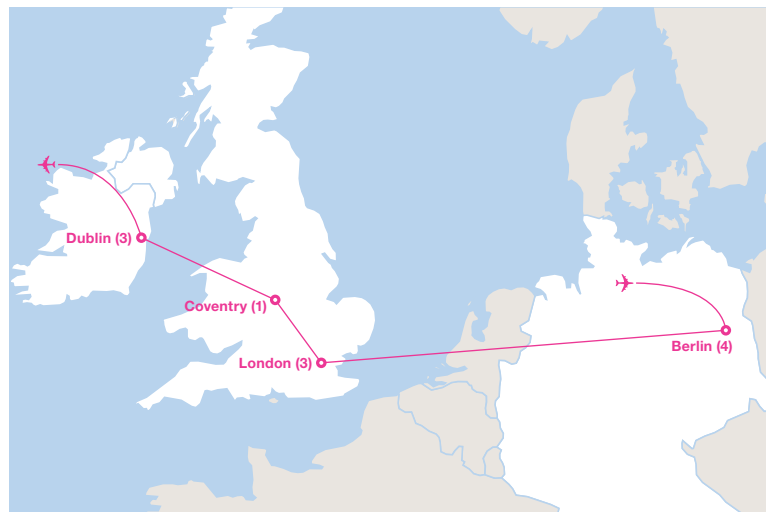 Dublin (3)
Coventry (1)
London (3)
Berlin (4)